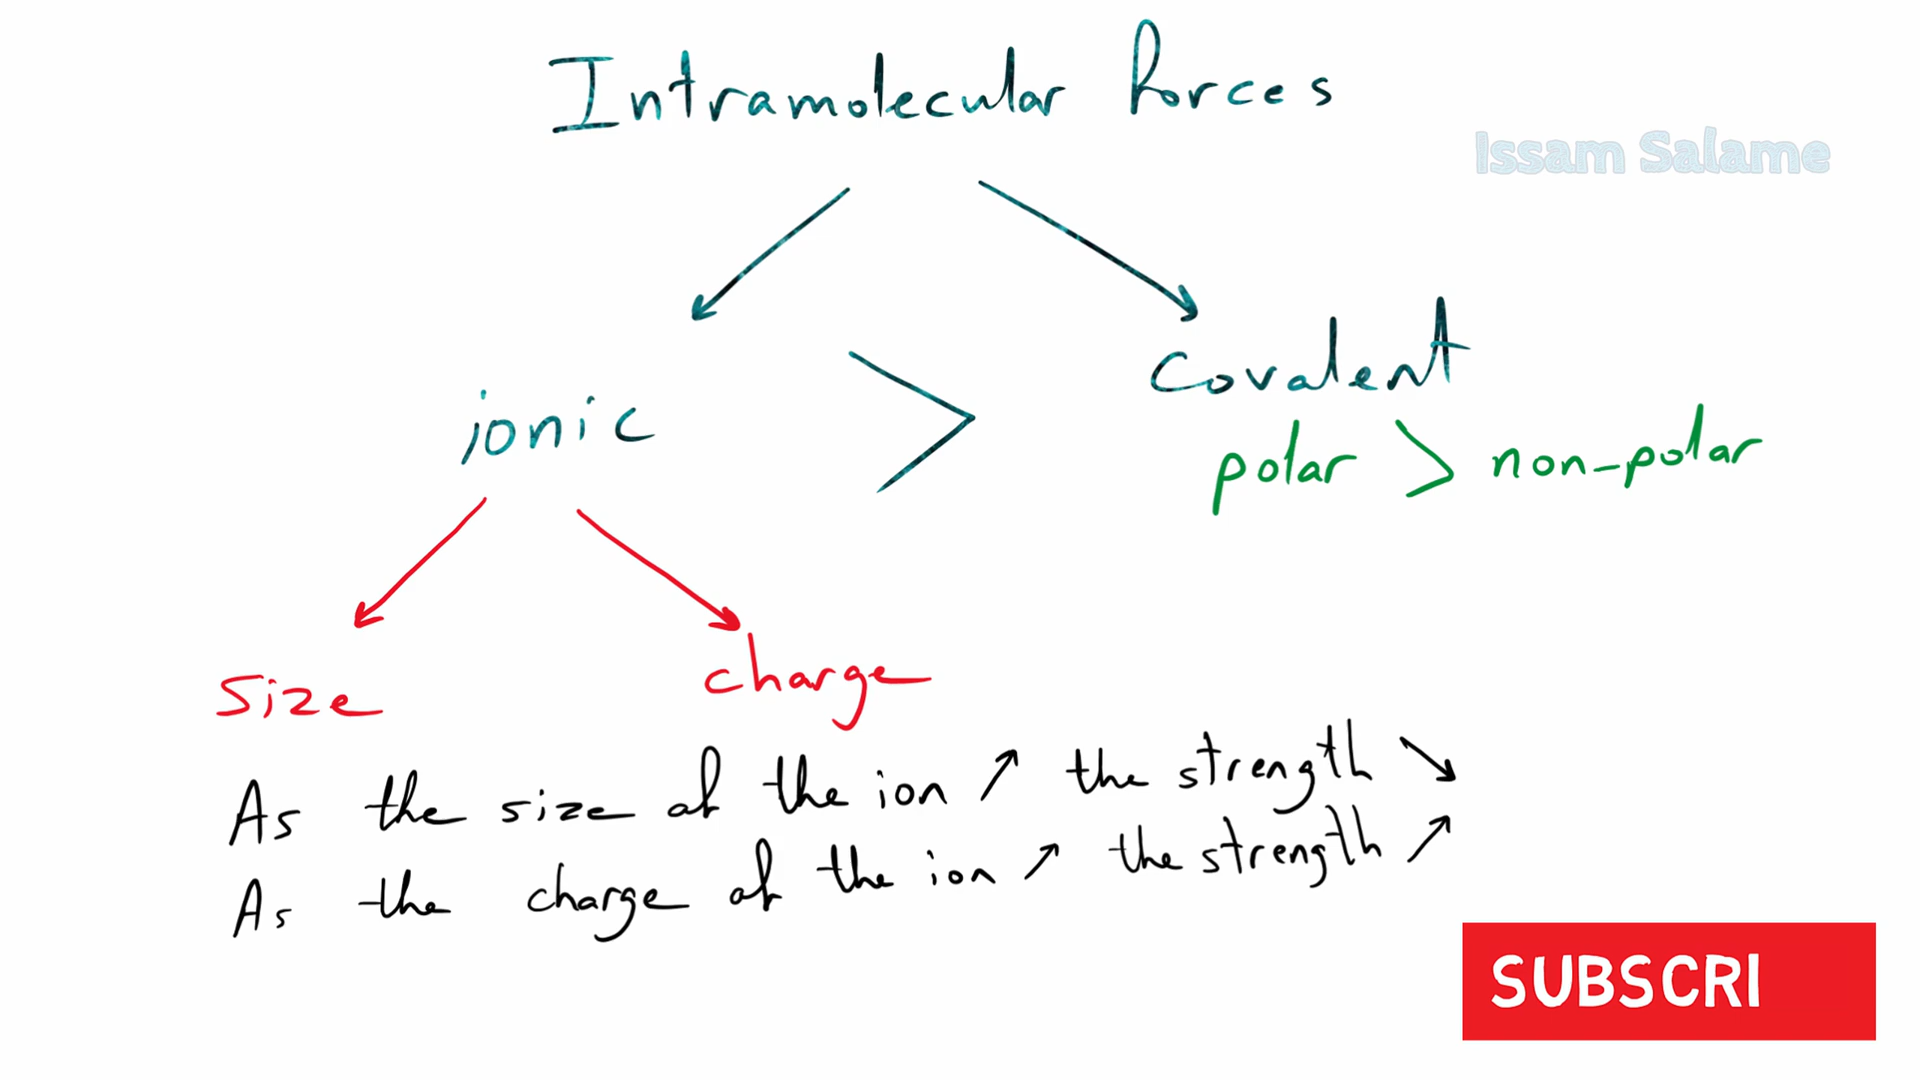 Intramolecular forces
Issam Salame
ionic > covalent
polar > non-polar
size charge
As the size of the ion ↗ the strength ↘
As the charge of the ion ↗ the strength ↗
SUBSCRI